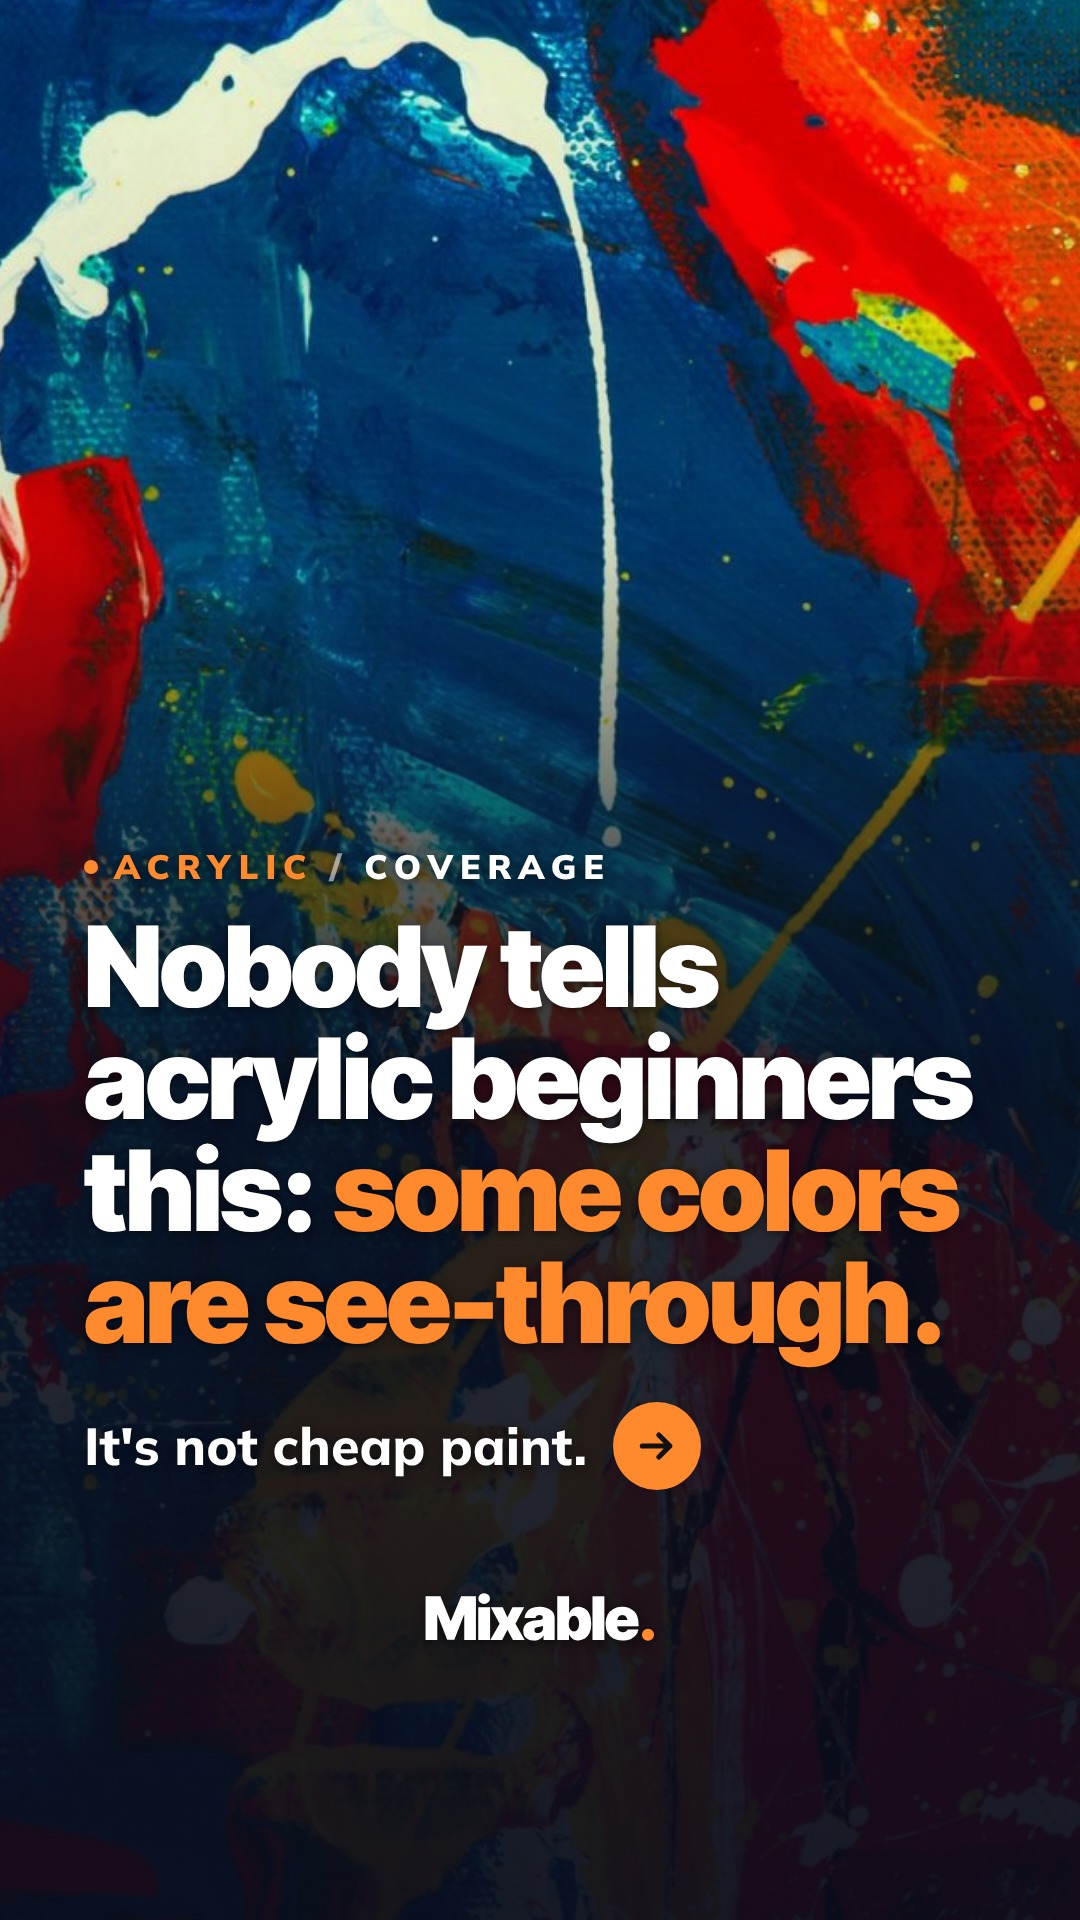 • ACRYLIC / COVERAGE
Nobody tells
acrylic beginners
this: some colors
are see-through.
It's not cheap paint. →
Mixable.